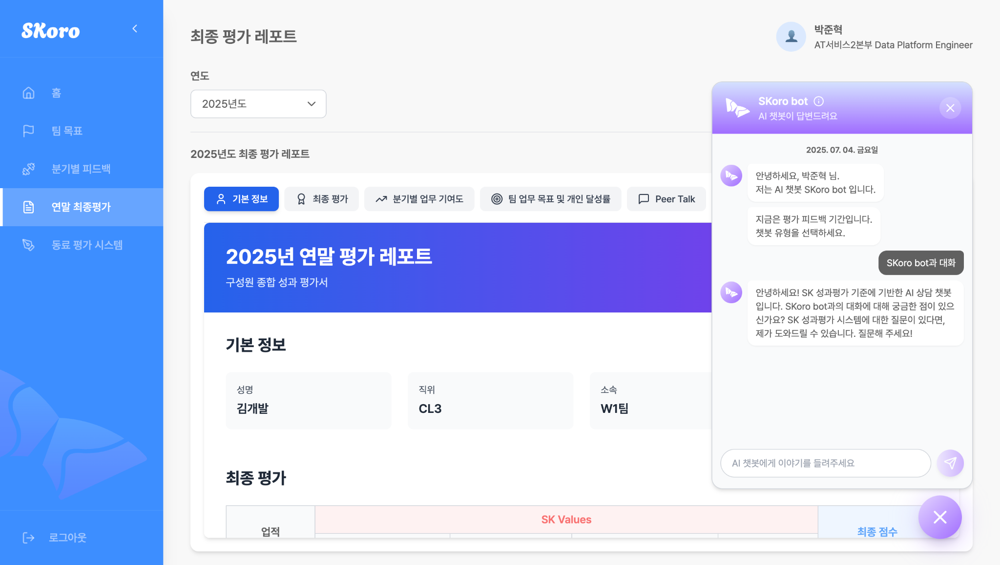 SKoro
홈
팀 목표
분기별 피드백
연말 최종평가
동료 평가 시스템
로그아웃
최종 평가 레포트
박준혁
AT서비스2본부 Data Platform Engineer
연도
2025년도
2025년도 최종 평가 레포트
기본 정보
최종 평가
분기별 업무 기여도
팀 업무 목표 및 개인 달성률
Peer Talk
2025년 연말 평가 레포트
구성원 종합 성과 평가서
기본 정보
성명
김개발
직위
CL3
소속
W1팀
최종 평가
업적
SK Values
최종 점수
SKoro bot
AI 챗봇이 답변드려요
2025. 07. 04. 금요일
안녕하세요, 박준혁 님.
저는 AI 챗봇 SKoro bot 입니다.
지금은 평가 피드백 기간입니다.
챗봇 유형을 선택하세요.
SKoro bot과 대화
안녕하세요! SK 성과평가 기준에 기반한 AI 상담 챗봇
입니다. SKoro bot과의 대화에 대해 궁금한 점이 있으
신가요? SK 성과평가 시스템에 대한 질문이 있다면,
제가 도와드릴 수 있습니다. 질문해 주세요!
AI 챗봇에게 이야기를 들려주세요